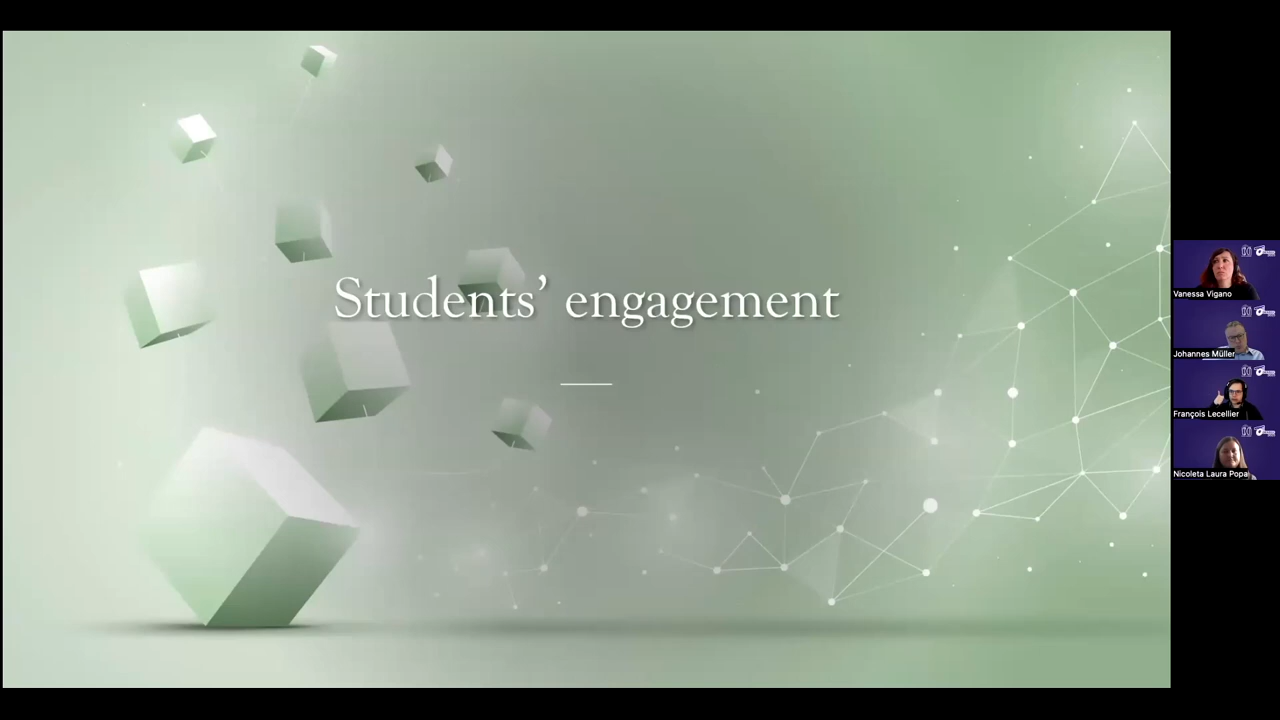 Students’ engagement
Vanessa Vigano
Johannes Müller
François Lecellier
Nicoleta Laura Popa